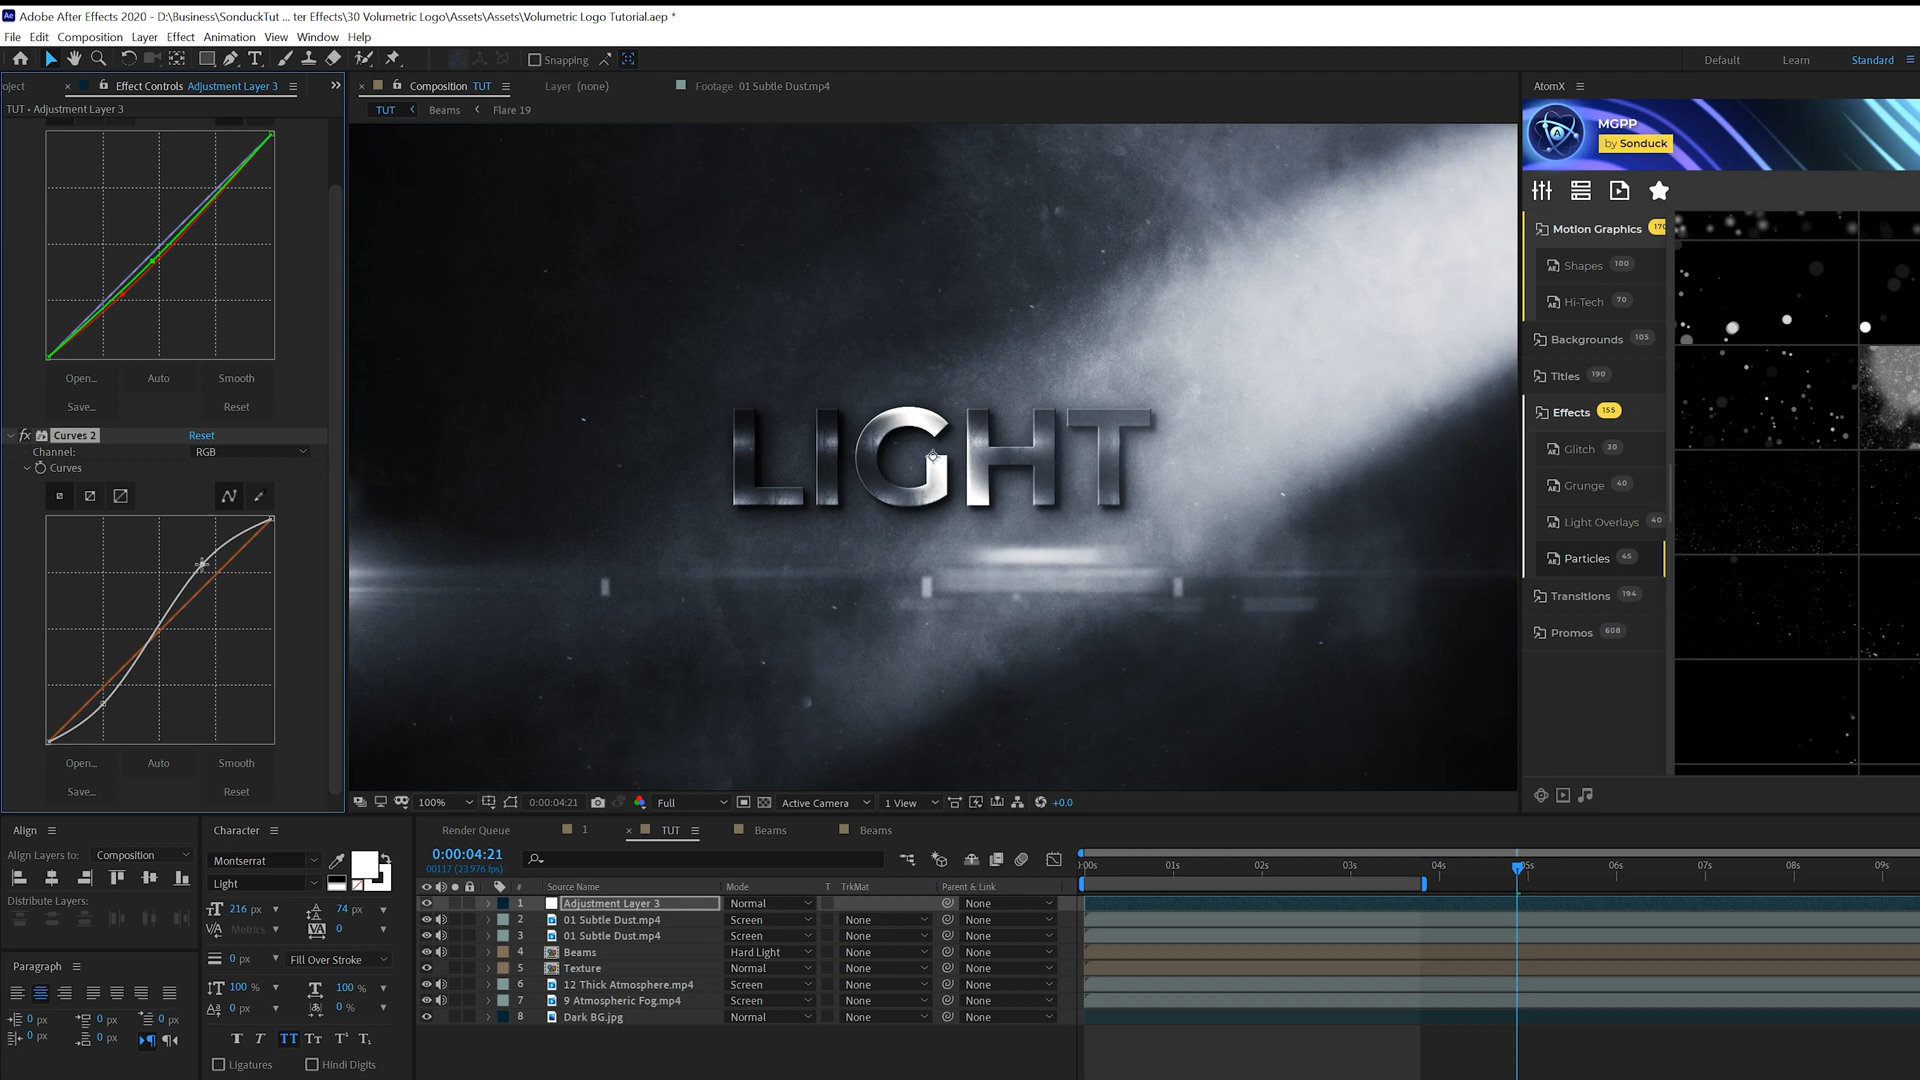 Adobe After Effects 2020 - D:\Business\SonduckTut ... ter Effects\30 Volumetric Logo\Assets\Assets\Volumetric Logo Tutorial.aep *
File Edit Composition Layer Effect Animation View Window Help
Snapping
Default Learn Standard
oject × Effect Controls Adjustment Layer 3
TUT • Adjustment Layer 3
Open... Auto Smooth
Save... Reset
fx Curves 2 Reset
Channel: RGB
Curves
Open... Auto Smooth
Save... Reset
× Composition TUT Layer (none) Footage 01 Subtle Dust.mp4
TUT Beams Flare 19
LIGHT
100% 0:00:04:21 Full Active Camera 1 View +0.0
AtomX
MGPP
by Sonduck
Motion Graphics 170
Shapes 100
Hi-Tech 70
Backgrounds 105
Titles 190
Effects 155
Glitch 30
Grunge 40
Light Overlays 40
Particles 45
Transitions 194
Promos 608
Align
Align Layers to: Composition
Distribute Layers:
Paragraph
0 px 0 px 0 px
0 px 0 px
Character
Montserrat
Light
216 px 74 px
Metrics 0
0 px Fill Over Stroke
100 % 100 %
0 px 0 %
T T TT Tт T¹ T₁
Ligatures Hindi Digits
Render Queue 1 × TUT Beams Beams
0:00:04:21
00117 (23.976 fps)
# Source Name Mode T TrkMat Parent & Link
1 Adjustment Layer 3 Normal None
2 01 Subtle Dust.mp4 Screen None None
3 01 Subtle Dust.mp4 Screen None None
4 Beams Hard Light None None
5 Texture Normal None None
6 12 Thick Atmosphere.mp4 Screen None None
7 9 Atmospheric Fog.mp4 Screen None None
8 Dark BG.jpg Normal None None
:00s 01s 02s 03s 04s 05s 06s 07s 08s 09s